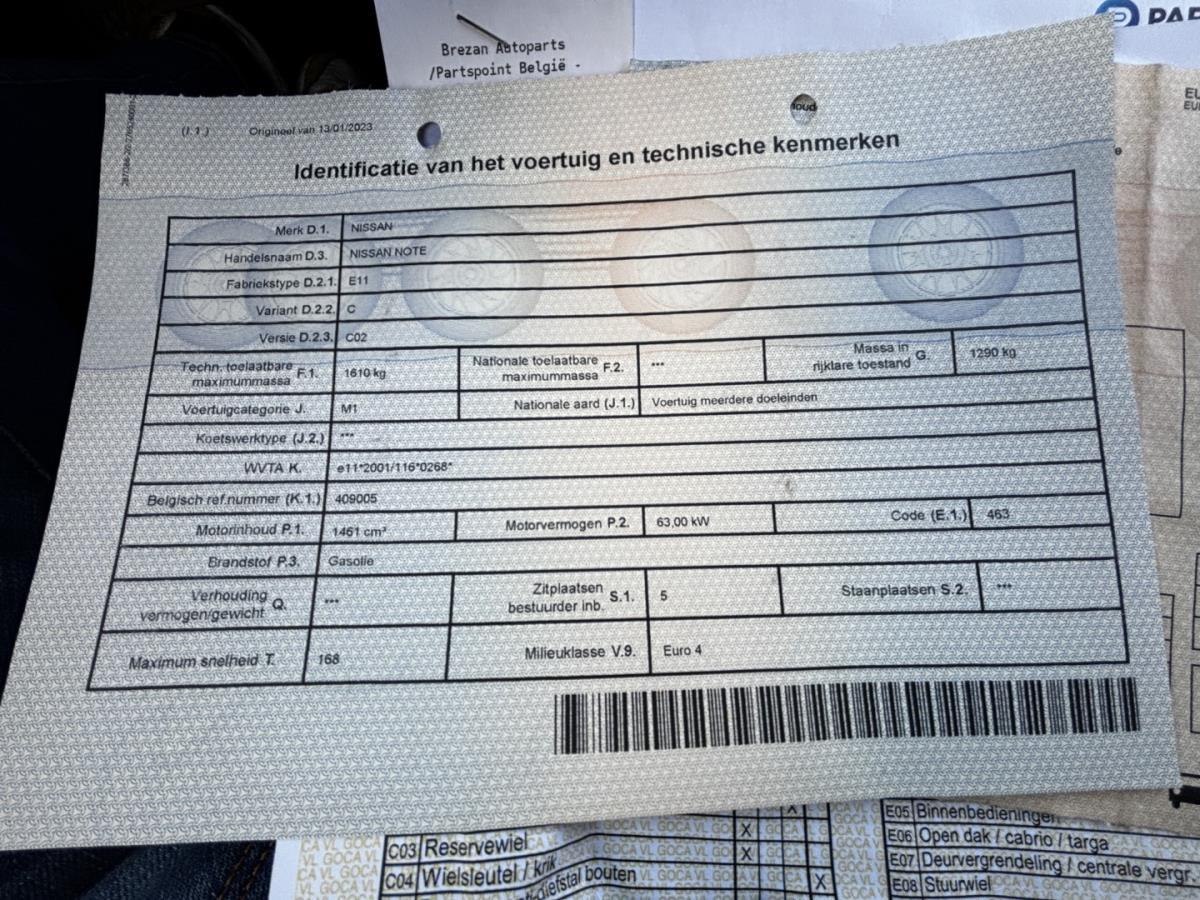 Brezan Autoparts
/Partspoint België -
PAR
(I.1.) Origineel van 13/01/2023
Identificatie van het voertuig en technische kenmerken
Merk D.1. NISSAN
Handelsnaam D.3. NISSAN NOTE
Fabriekstype D.2.1. E11
Variant D.2.2. C
Versie D.2.3. C02
Techn. toelaatbare maximummassa F.1. 1610 kg Nationale toelaatbare maximummassa F.2. *** Massa in rijklare toestand G. 1290 kg
Voertuigcategorie J. M1 Nationale aard (J.1.) Voertuig meerdere doeleinden
Koetswerktype (J.2.) ***
WVTA K. e11*2001/116*0268*
Belgisch ref.nummer (K.1.) 409005
Motorinhoud P.1. 1461 cm³ Motorvermogen P.2. 63,00 kW Code (E.1.) 463
Brandstof P.3. Gasolie
Verhouding vermogen/gewicht Q. *** Zitplaatsen bestuurder inb. S.1. 5 Staanplaatsen S.2. ***
Maximum snelheid T. 168 Milieuklasse V.9. Euro 4
C03 Reservewiel X
C04 Wielsleutel / krik X
diefstal bouten X
E05 Binnenbedieningen
E06 Open dak / cabrio / targa
E07 Deurvergrendeling / centrale vergr.
E08 Stuurwiel